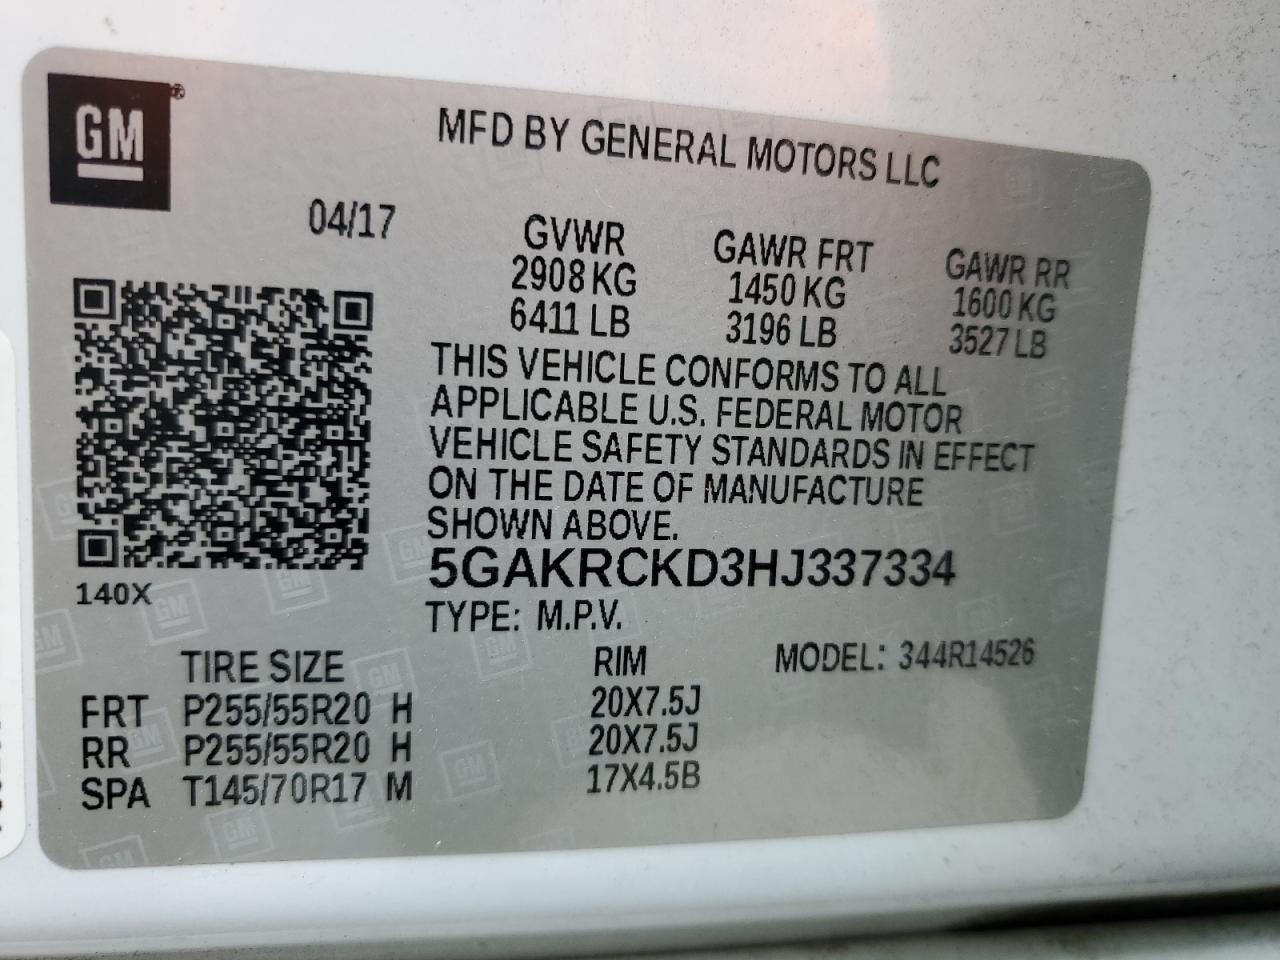 GM
MFD BY GENERAL MOTORS LLC
04/17
GVWR GAWR FRT GAWR RR
2908 KG 1450 KG 1600 KG
6411 LB 3196 LB 3527 LB
THIS VEHICLE CONFORMS TO ALL
APPLICABLE U.S. FEDERAL MOTOR
VEHICLE SAFETY STANDARDS IN EFFECT
ON THE DATE OF MANUFACTURE
SHOWN ABOVE.
5GAKRCKD3HJ337334
140X
TYPE: M.P.V.
TIRE SIZE RIM MODEL: 344R14526
FRT P255/55R20 H 20X7.5J
RR P255/55R20 H 20X7.5J
SPA T145/70R17 M 17X4.5B